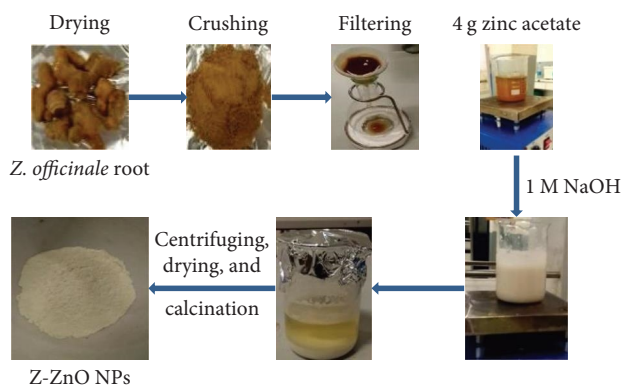 Drying
Crushing
Filtering
4 g zinc acetate
Z. officinale root
1 M NaOH
Centrifuging,
drying, and
calcination
Z-ZnO NPs